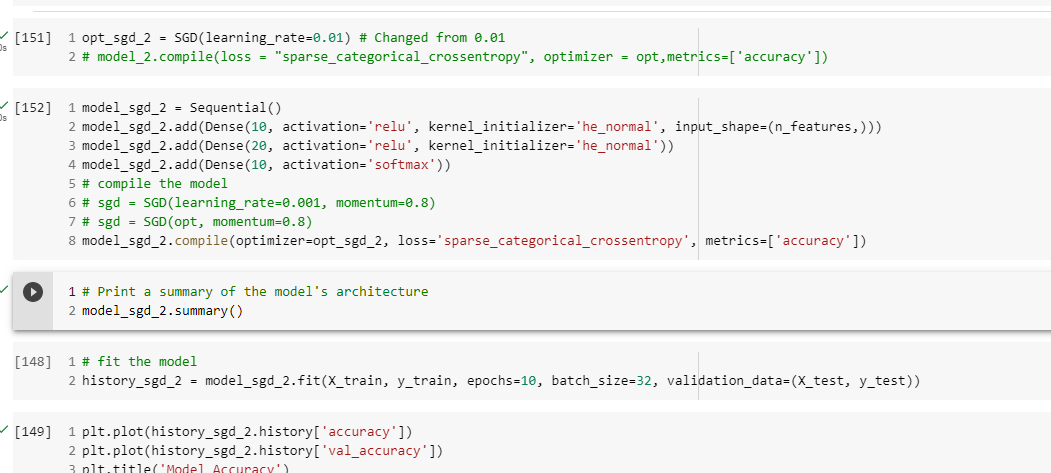 [151] 1 opt_sgd_2 = SGD(learning_rate=0.01) # Changed from 0.01
2 # model_2.compile(loss = "sparse_categorical_crossentropy", optimizer = opt,metrics=['accuracy'])
[152] 1 model_sgd_2 = Sequential()
2 model_sgd_2.add(Dense(10, activation='relu', kernel_initializer='he_normal', input_shape=(n_features,)))
3 model_sgd_2.add(Dense(20, activation='relu', kernel_initializer='he_normal'))
4 model_sgd_2.add(Dense(10, activation='softmax'))
5 # compile the model
6 # sgd = SGD(learning_rate=0.001, momentum=0.8)
7 # sgd = SGD(opt, momentum=0.8)
8 model_sgd_2.compile(optimizer=opt_sgd_2, loss='sparse_categorical_crossentropy', metrics=['accuracy'])
1 # Print a summary of the model's architecture
2 model_sgd_2.summary()
[148] 1 # fit the model
2 history_sgd_2 = model_sgd_2.fit(X_train, y_train, epochs=10, batch_size=32, validation_data=(X_test, y_test))
[149] 1 plt.plot(history_sgd_2.history['accuracy'])
2 plt.plot(history_sgd_2.history['val_accuracy'])
3 plt.title('Model Accuracy')